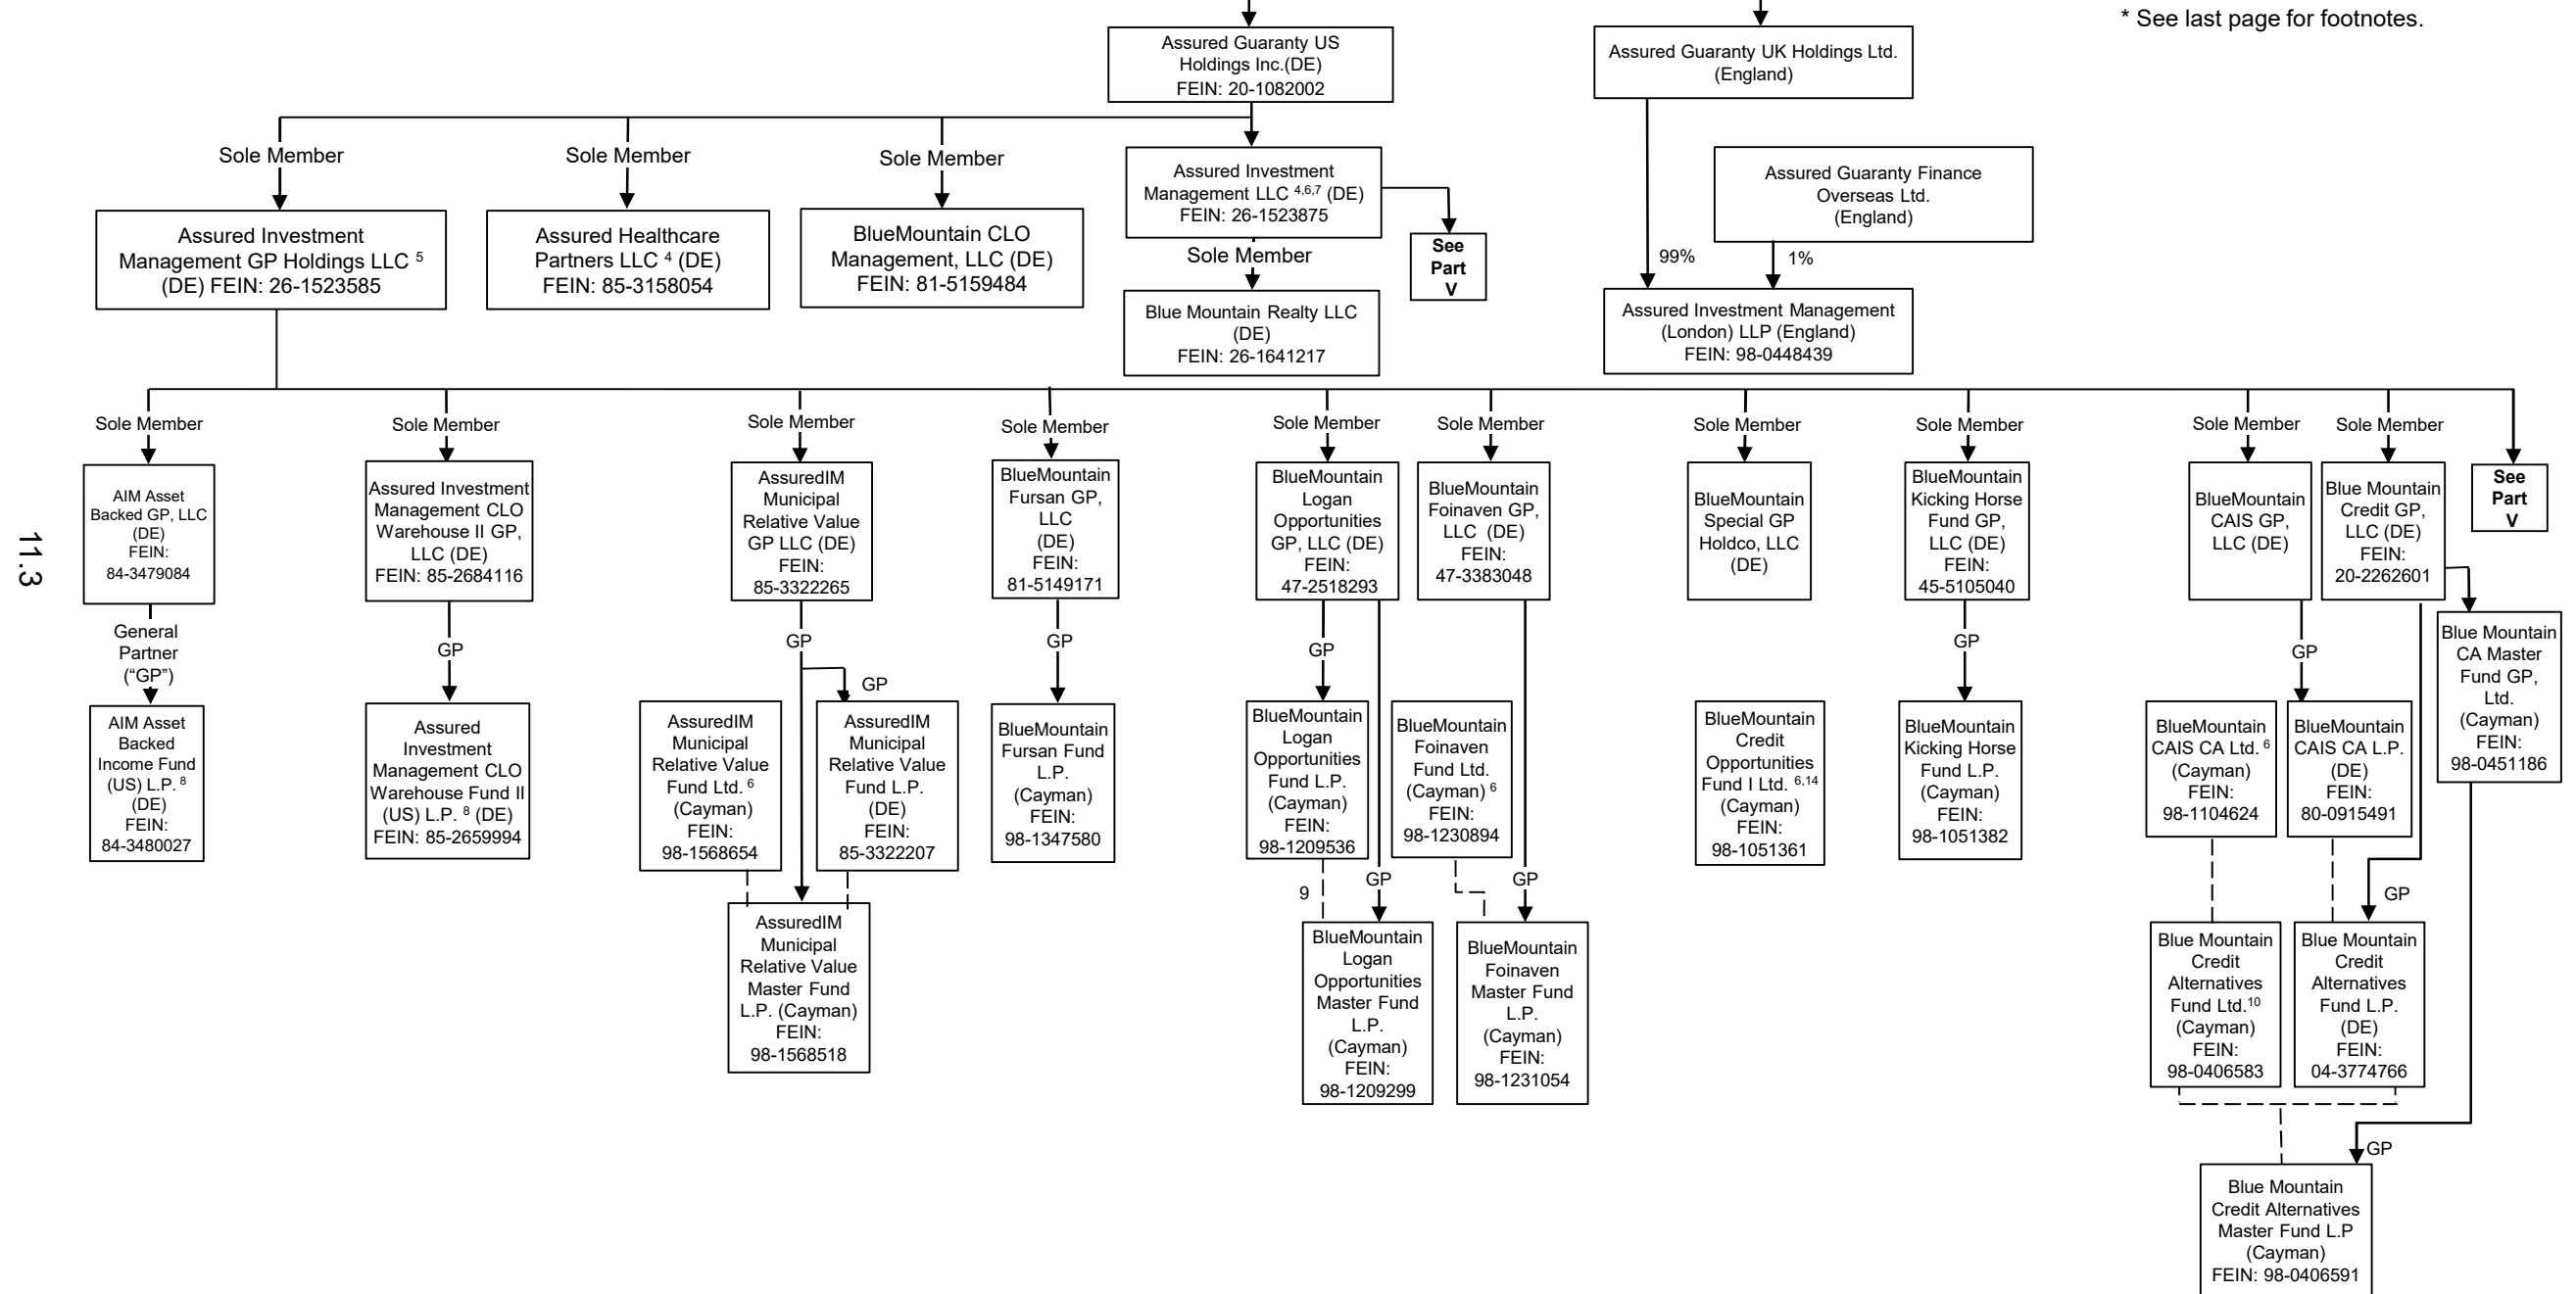 * See last page for footnotes.
Assured Guaranty US
Holdings Inc.(DE)
FEIN: 20-1082002
Assured Guaranty UK Holdings Ltd.
(England)
Sole Member
Sole Member
Sole Member
Assured Investment
Management LLC 4,6,7 (DE)
FEIN: 26-1523875
Assured Guaranty Finance
Overseas Ltd.
(England)
Assured Investment
Management GP Holdings LLC 5
(DE) FEIN: 26-1523585
Assured Healthcare
Partners LLC 4 (DE)
FEIN: 85-3158054
BlueMountain CLO
Management, LLC (DE)
FEIN: 81-5159484
Sole Member
See
Part
V
99%
1%
Blue Mountain Realty LLC
(DE)
FEIN: 26-1641217
Assured Investment Management
(London) LLP (England)
FEIN: 98-0448439
Sole Member
Sole Member
Sole Member
Sole Member
Sole Member
Sole Member
Sole Member
Sole Member
Sole Member
Sole Member
AIM Asset
Backed GP, LLC
(DE)
FEIN:
84-3479084
Assured Investment
Management CLO
Warehouse II GP,
LLC (DE)
FEIN: 85-2684116
AssuredIM
Municipal
Relative Value
GP LLC (DE)
FEIN:
85-3322265
BlueMountain
Fursan GP,
LLC
(DE)
FEIN:
81-5149171
BlueMountain
Logan
Opportunities
GP, LLC (DE)
FEIN:
47-2518293
BlueMountain
Foinaven GP,
LLC (DE)
FEIN:
47-3383048
BlueMountain
Special GP
Holdco, LLC
(DE)
BlueMountain
Kicking Horse
Fund GP,
LLC (DE)
FEIN:
45-5105040
BlueMountain
CAIS GP,
LLC (DE)
Blue Mountain
Credit GP,
LLC (DE)
FEIN:
20-2262601
See
Part
V
11.3
General
Partner
(“GP”)
GP
GP
GP
GP
GP
GP
GP
Blue Mountain
CA Master
Fund GP,
Ltd.
(Cayman)
FEIN:
98-0451186
AIM Asset
Backed
Income Fund
(US) L.P. 8
(DE)
FEIN:
84-3480027
Assured
Investment
Management CLO
Warehouse Fund II
(US) L.P. 8 (DE)
FEIN: 85-2659994
AssuredIM
Municipal
Relative Value
Fund Ltd. 6
(Cayman)
FEIN:
98-1568654
AssuredIM
Municipal
Relative Value
Fund L.P.
(DE)
FEIN:
85-3322207
BlueMountain
Fursan Fund
L.P.
(Cayman)
FEIN:
98-1347580
BlueMountain
Logan
Opportunities
Fund L.P.
(Cayman)
FEIN:
98-1209536
BlueMountain
Foinaven
Fund Ltd.
(Cayman) 6
FEIN:
98-1230894
BlueMountain
Credit
Opportunities
Fund I Ltd. 6,14
(Cayman)
FEIN:
98-1051361
BlueMountain
Kicking Horse
Fund L.P.
(Cayman)
FEIN:
98-1051382
BlueMountain
CAIS CA Ltd. 6
(Cayman)
FEIN:
98-1104624
BlueMountain
CAIS CA L.P.
(DE)
FEIN:
80-0915491
9
GP
GP
GP
AssuredIM
Municipal
Relative Value
Master Fund
L.P. (Cayman)
FEIN:
98-1568518
BlueMountain
Logan
Opportunities
Master Fund
L.P.
(Cayman)
FEIN:
98-1209299
BlueMountain
Foinaven
Master Fund
L.P.
(Cayman)
FEIN:
98-1231054
Blue Mountain
Credit
Alternatives
Fund Ltd.10
(Cayman)
FEIN:
98-0406583
Blue Mountain
Credit
Alternatives
Fund L.P.
(DE)
FEIN:
04-3774766
GP
Blue Mountain
Credit Alternatives
Master Fund L.P
(Cayman)
FEIN: 98-0406591